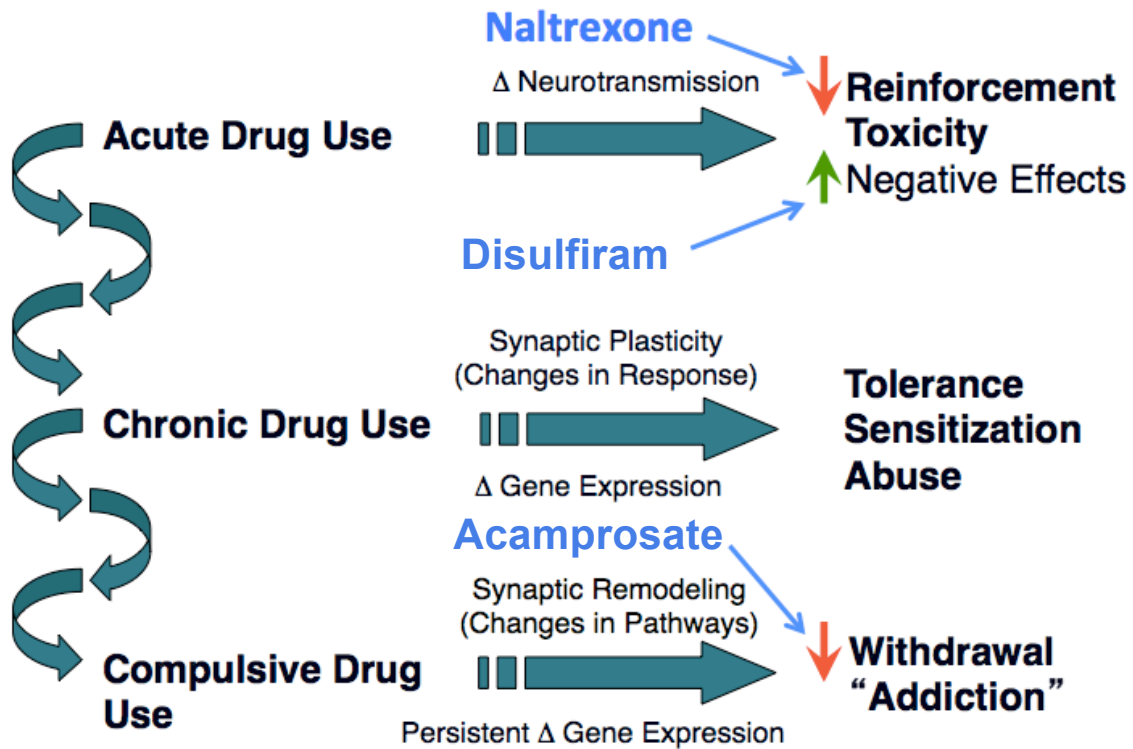 Naltrexone
Δ Neurotransmission
Acute Drug Use
Reinforcement
Toxicity
Negative Effects
Disulfiram
Synaptic Plasticity
(Changes in Response)
Chronic Drug Use
Δ Gene Expression
Tolerance
Sensitization
Abuse
Acamprosate
Synaptic Remodeling
(Changes in Pathways)
Compulsive Drug
Use
Persistent Δ Gene Expression
Withdrawal
“Addiction”